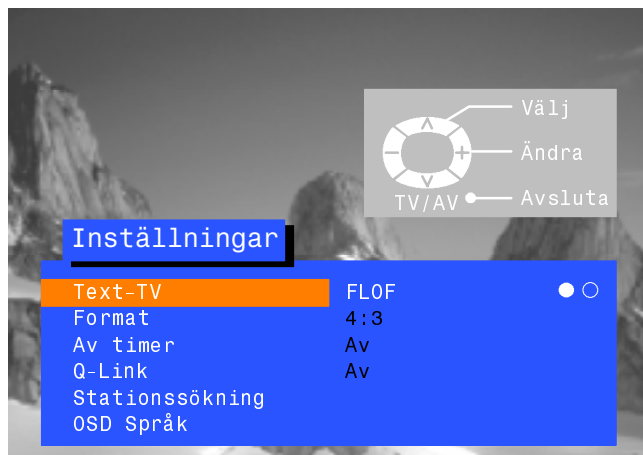 Välj
Ändra
TV/AV Avsluta
Inställningar
Text-TV FLOF
Format 4:3
Av timer Av
Q-Link Av
Stationssökning
OSD Språk